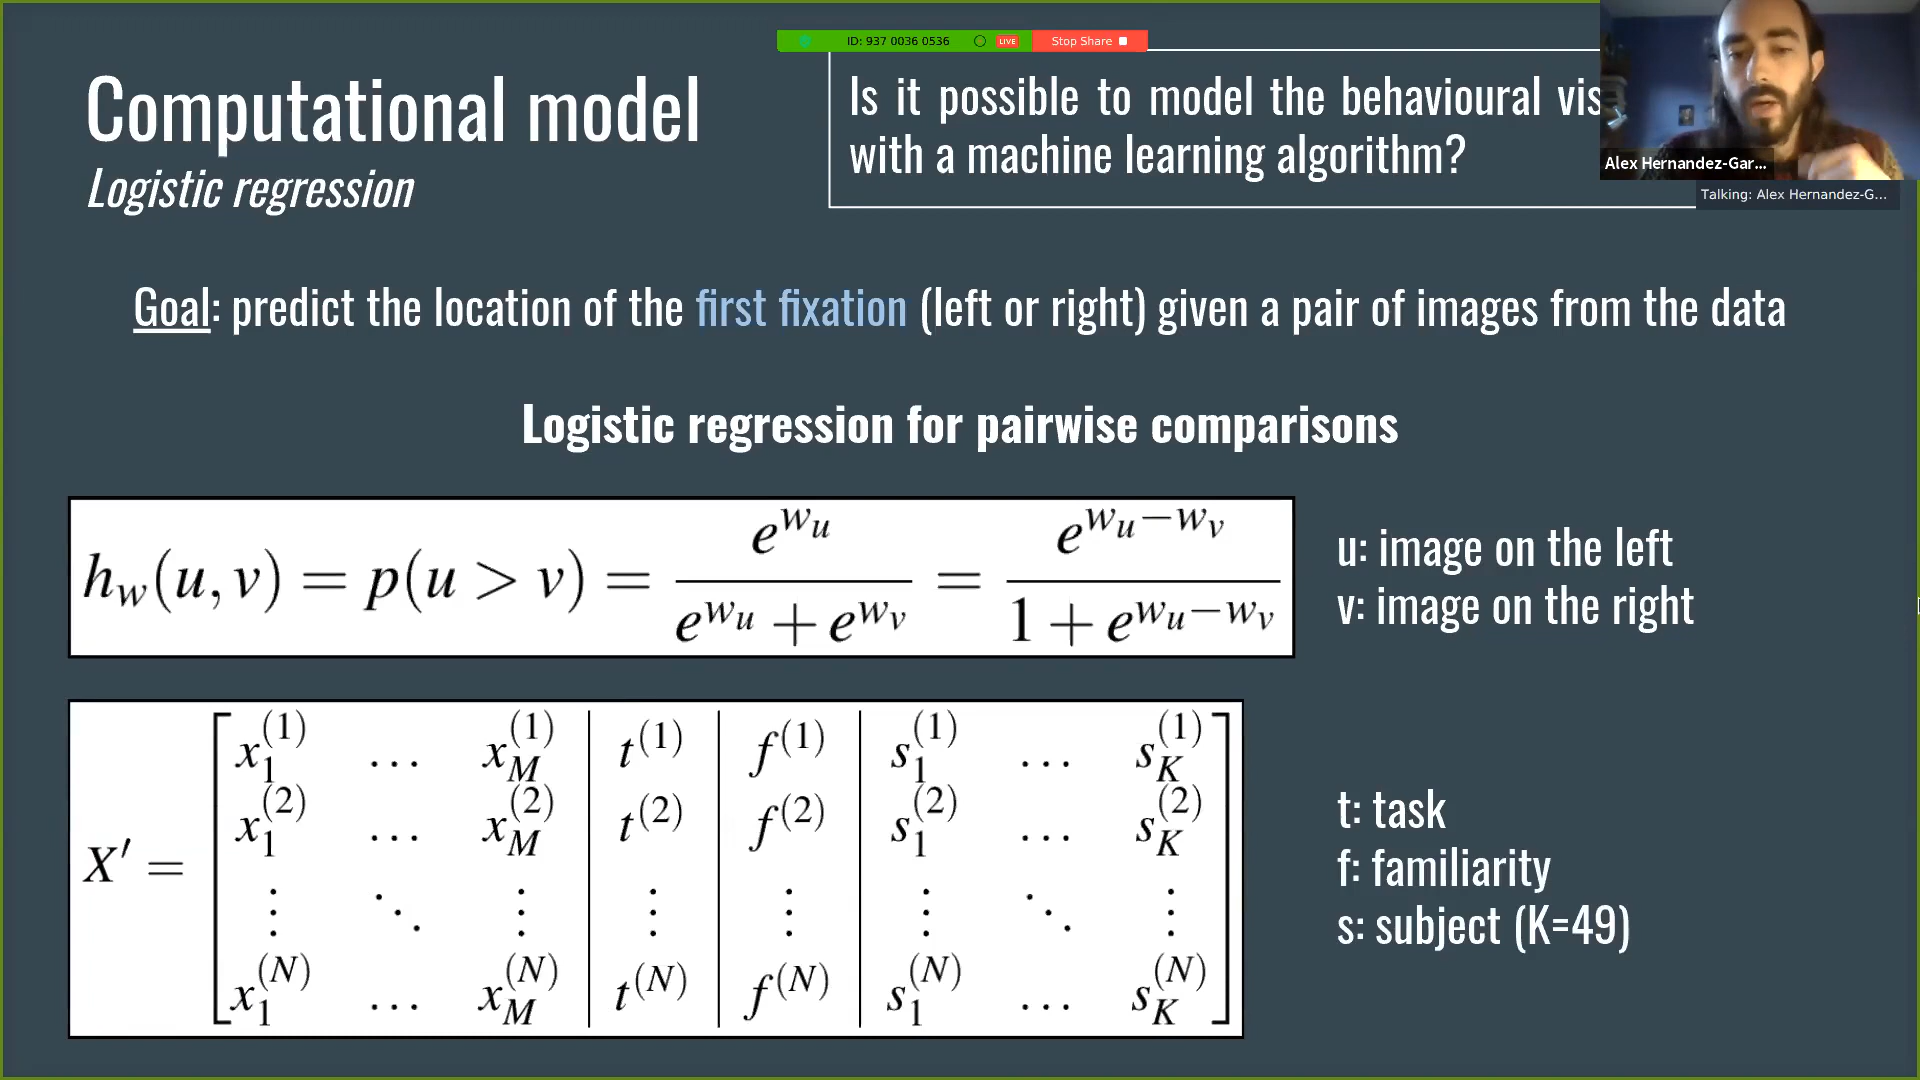 ID: 937 0036 0536 LIVE Stop Share
Computational model
Logistic regression
Is it possible to model the behavioural
with a machine learning algorithm?
Alex Hernandez-Gar...
Talking: Alex Hernandez-G...
Goal: predict the location of the first fixation (left or right) given a pair of images from the data
Logistic regression for pairwise comparisons
h_w(u, v) = p(u > v) = e^{w_u} / (e^{w_u} + e^{w_v}) = e^{w_u - w_v} / (1 + e^{w_u - w_v})
u: image on the left
v: image on the right
X′ =
x_1^{(1)} … x_M^{(1)} | t^{(1)} | f^{(1)} | s_1^{(1)} … s_K^{(1)}
x_1^{(2)} … x_M^{(2)} | t^{(2)} | f^{(2)} | s_1^{(2)} … s_K^{(2)}
⋮ ⋱ ⋮ | ⋮ | ⋮ | ⋮ ⋱ ⋮
x_1^{(N)} … x_M^{(N)} | t^{(N)} | f^{(N)} | s_1^{(N)} … s_K^{(N)}
t: task
f: familiarity
s: subject (K=49)